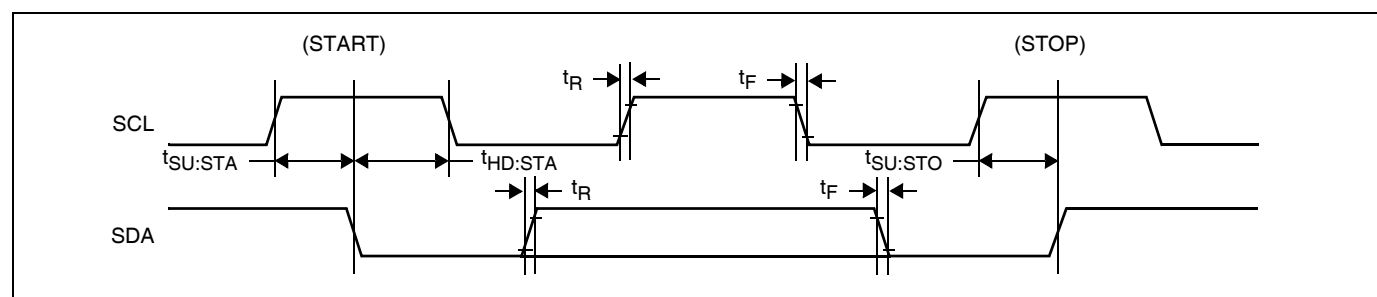 (START) (STOP)
tR tF
SCL
tSU:STA tHD:STA tSU:STO
tR tF
SDA